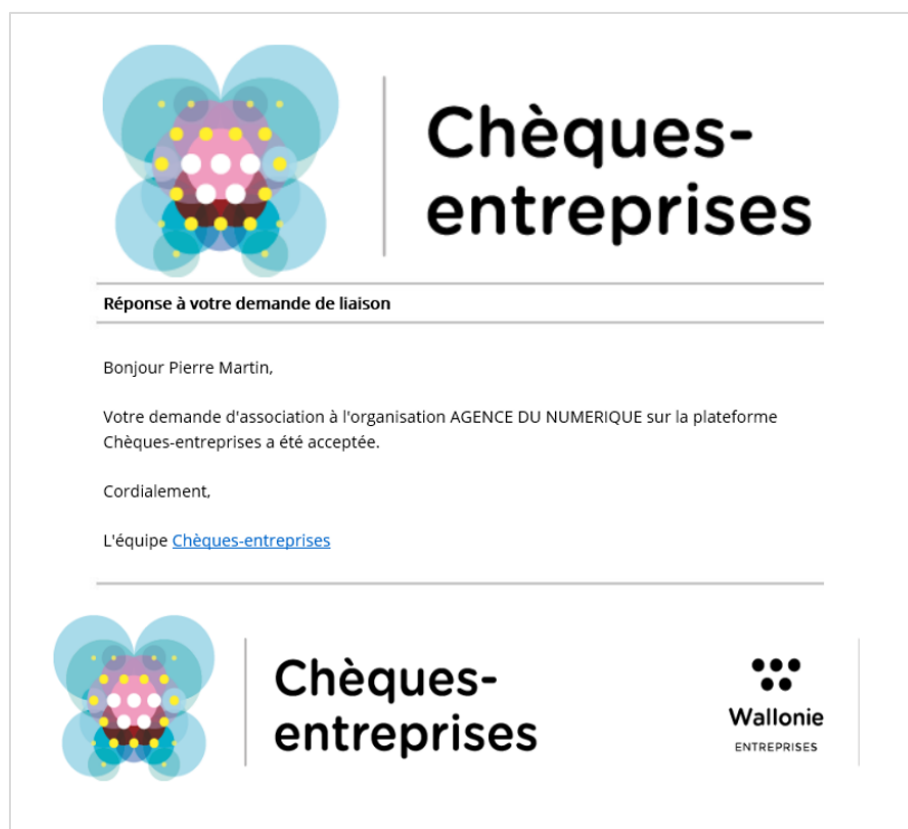 Chèques-
entreprises
Réponse à votre demande de liaison
Bonjour Pierre Martin,
Votre demande d'association à l'organisation AGENCE DU NUMERIQUE sur la plateforme
Chèques-entreprises a été acceptée.
Cordialement,
L'équipe Chèques-entreprises
Chèques-
entreprises
Wallonie
ENTREPRISES